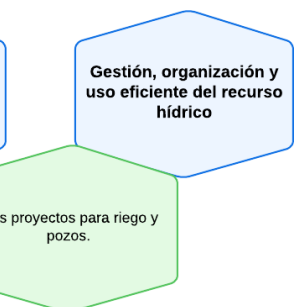 Gestión, organización y
uso eficiente del recurso
hídrico
s proyectos para riego y
pozos.